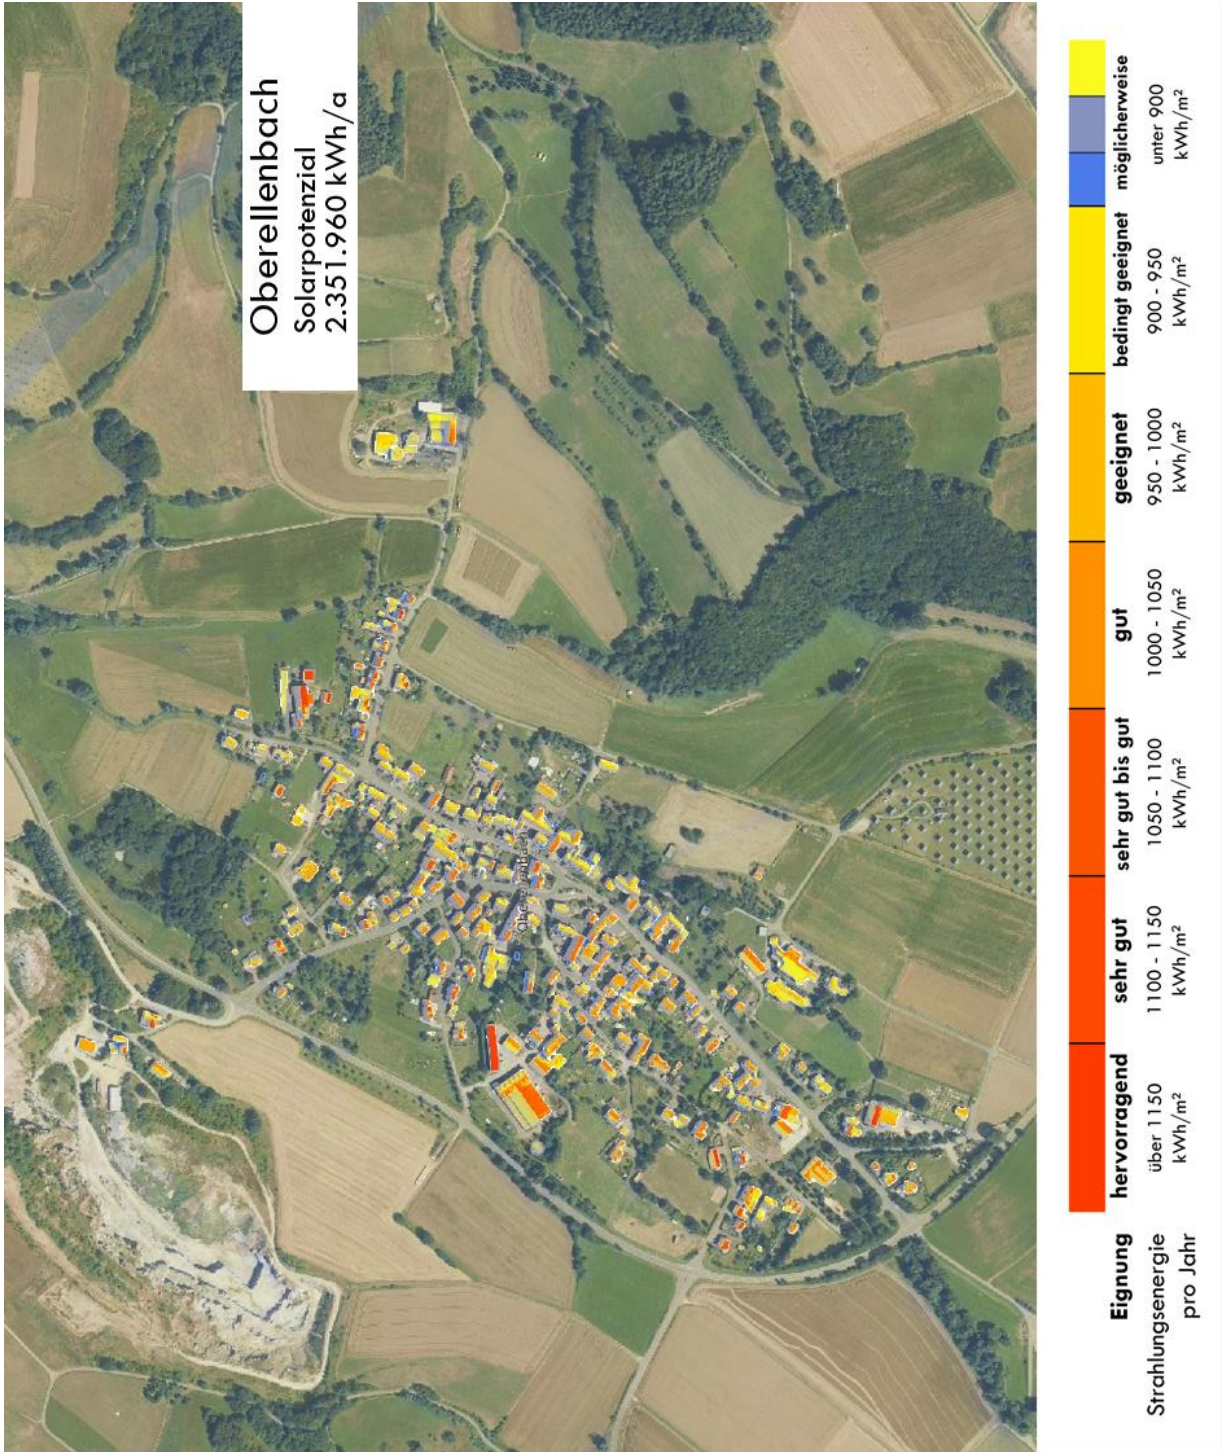 Oberellenbach
Solarpotenzial
2.351.960 kWh/a
Oberellenbach
Eignung
hervorragend
sehr gut
sehr gut bis gut
gut
geeignet
bedingt geeignet
möglicherweise
Strahlungsenergie
pro Jahr
über 1150
kWh/m²
1100 - 1150
kWh/m²
1050 - 1100
kWh/m²
1000 - 1050
kWh/m²
950 - 1000
kWh/m²
900 - 950
kWh/m²
unter 900
kWh/m²